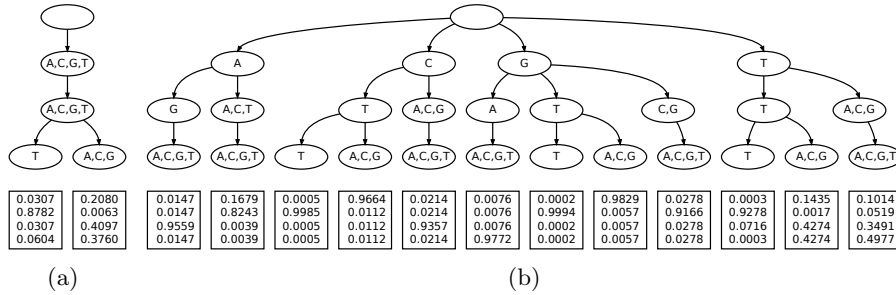 A,C,G,T A C G T
A,C,G,T G A,C,T T A,C,G A T C,G T A,C,G
T A,C,G A,C,G,T A,C,G,T T A,C,G A,C,G,T A,C,G,T T A,C,G A,C,G,T T A,C,G A,C,G,T
0.0307 0.2080 0.0147 0.1679 0.0005 0.9664 0.0214 0.0076 0.0002 0.9829 0.0278 0.0003 0.1435 0.1014
0.8782 0.0063 0.0147 0.8243 0.9985 0.0112 0.0214 0.0076 0.9994 0.0057 0.9166 0.9278 0.0017 0.0519
0.0307 0.4097 0.9559 0.0039 0.0005 0.0112 0.9357 0.0076 0.0002 0.0057 0.0278 0.0716 0.4274 0.3491
0.0604 0.3760 0.0147 0.0039 0.0005 0.0112 0.0214 0.9772 0.0002 0.0057 0.0278 0.0003 0.4274 0.4977
(a) (b)